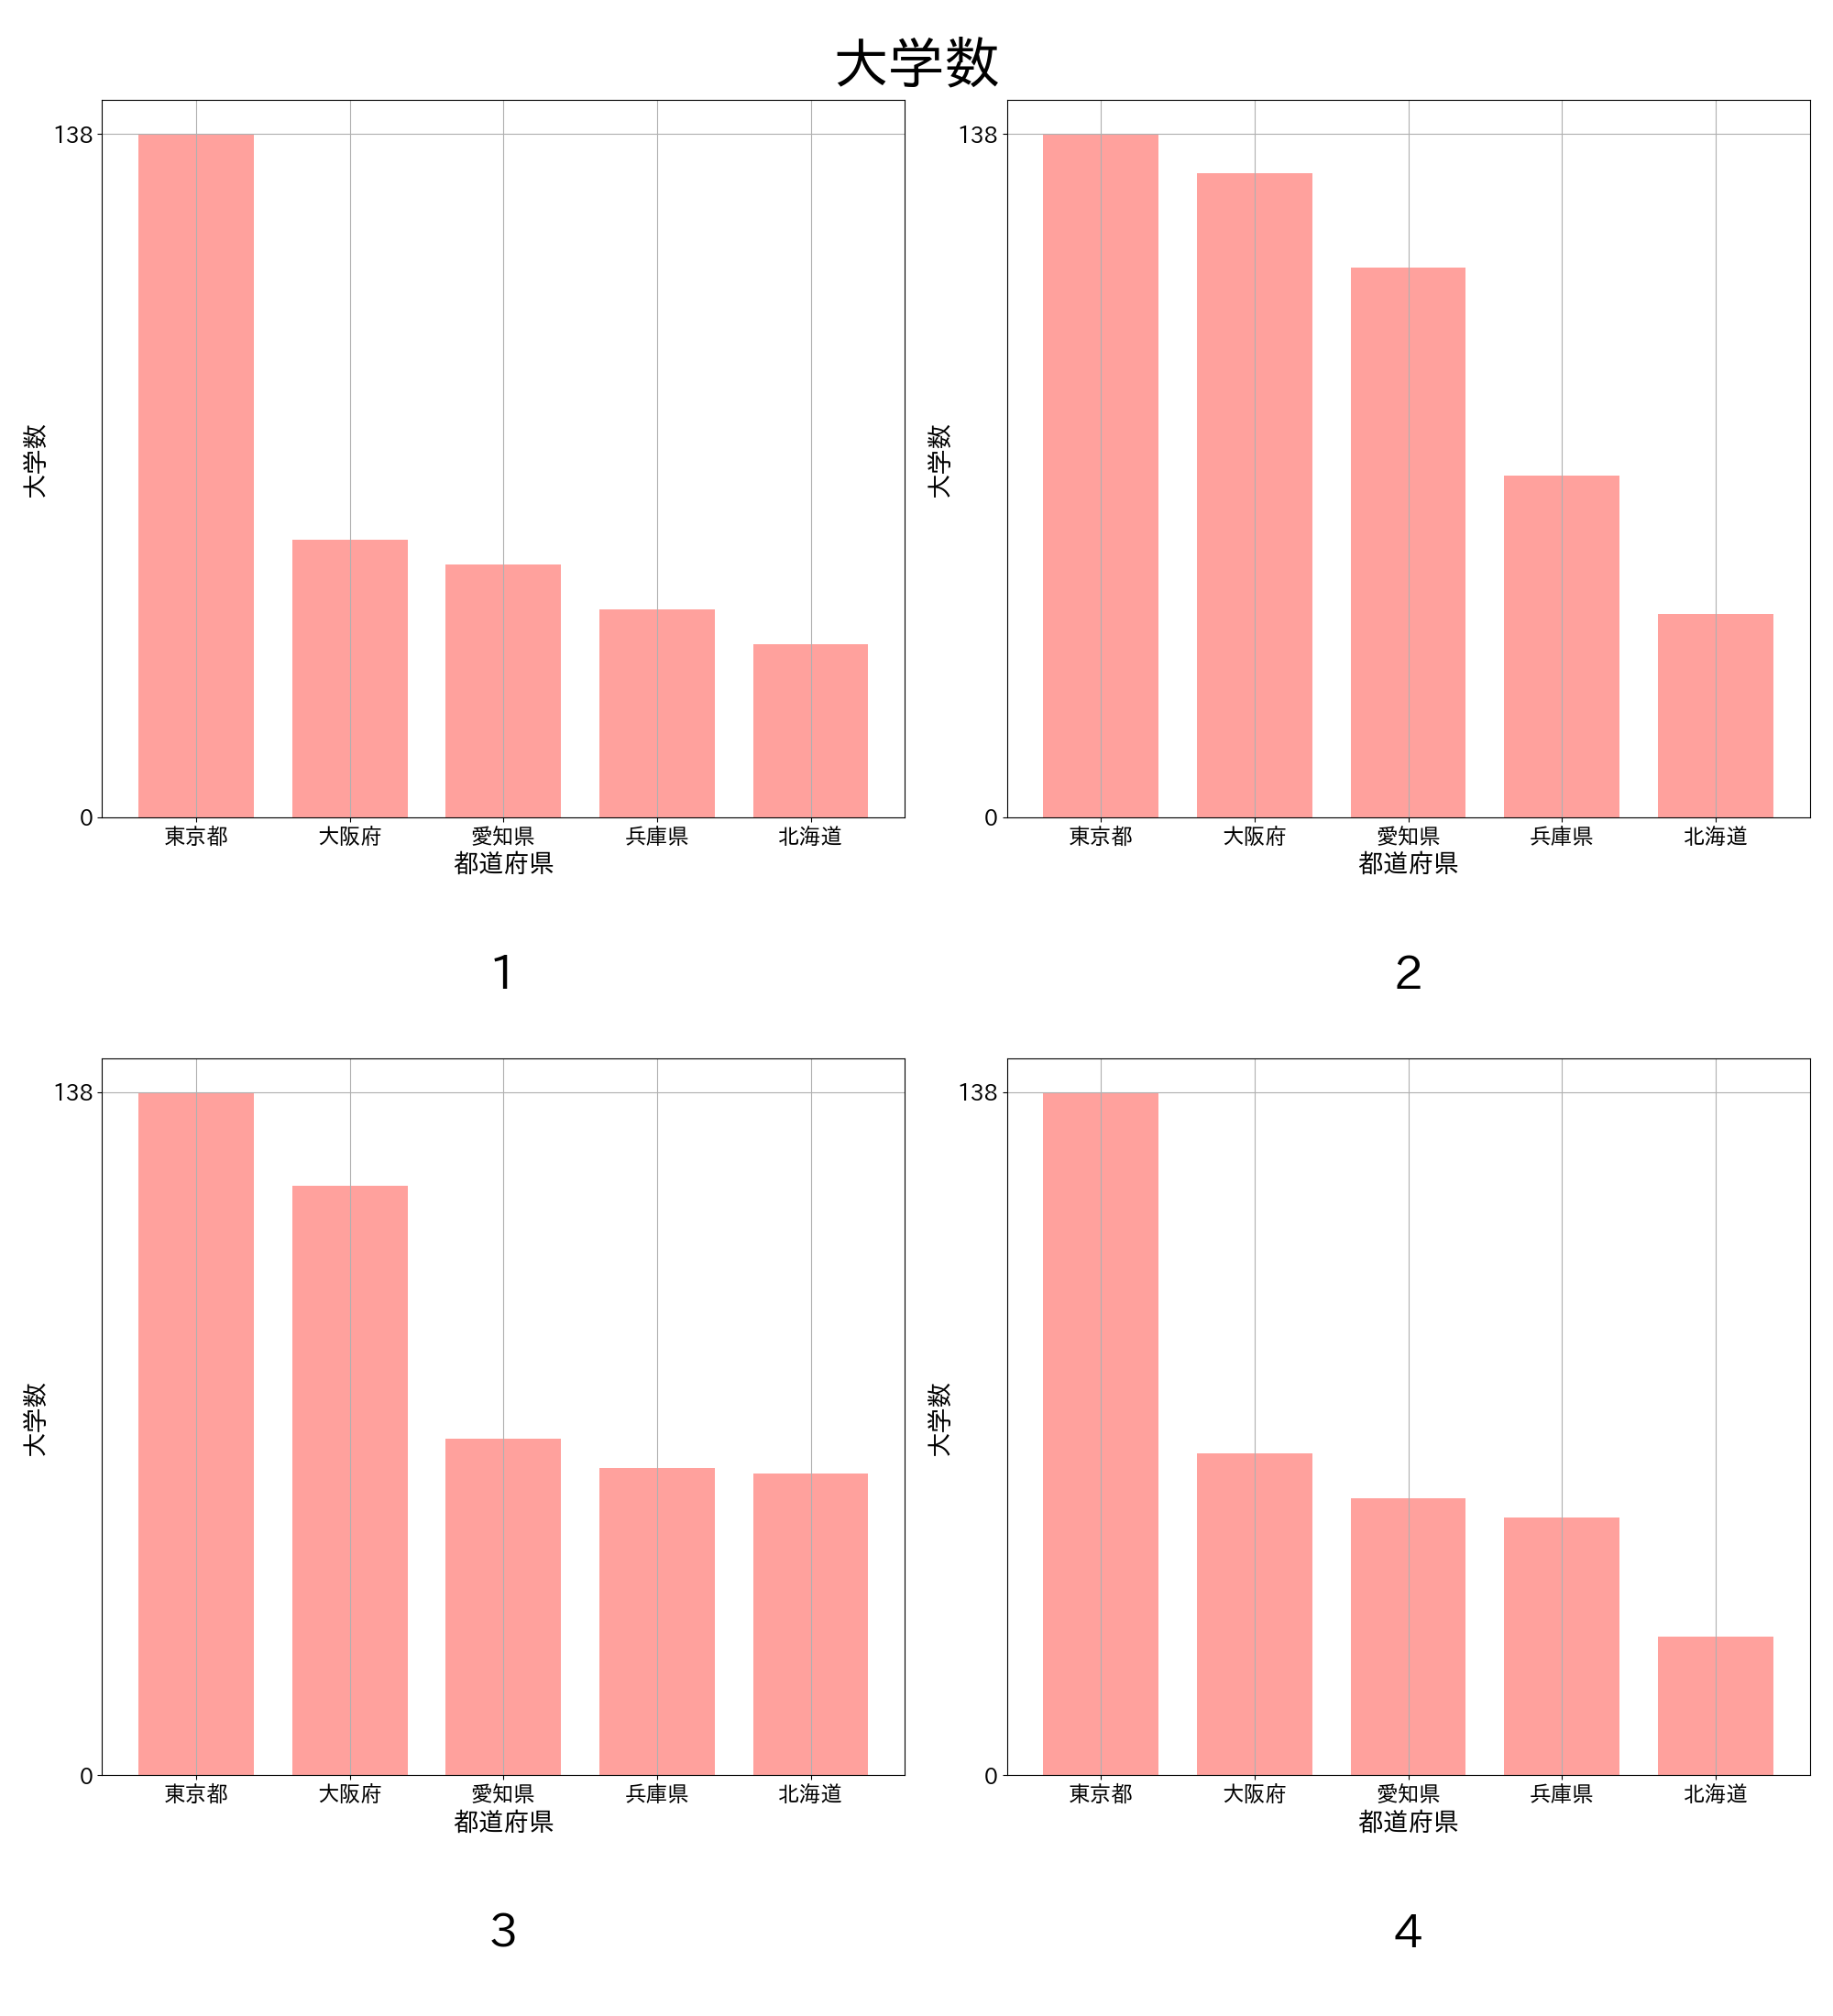 大学数
138
138
大学数
大学数
0
0
東京都 大阪府 愛知県 兵庫県 北海道
東京都 大阪府 愛知県 兵庫県 北海道
都道府県
都道府県
1
2
138
138
大学数
大学数
0
0
東京都 大阪府 愛知県 兵庫県 北海道
東京都 大阪府 愛知県 兵庫県 北海道
都道府県
都道府県
3
4